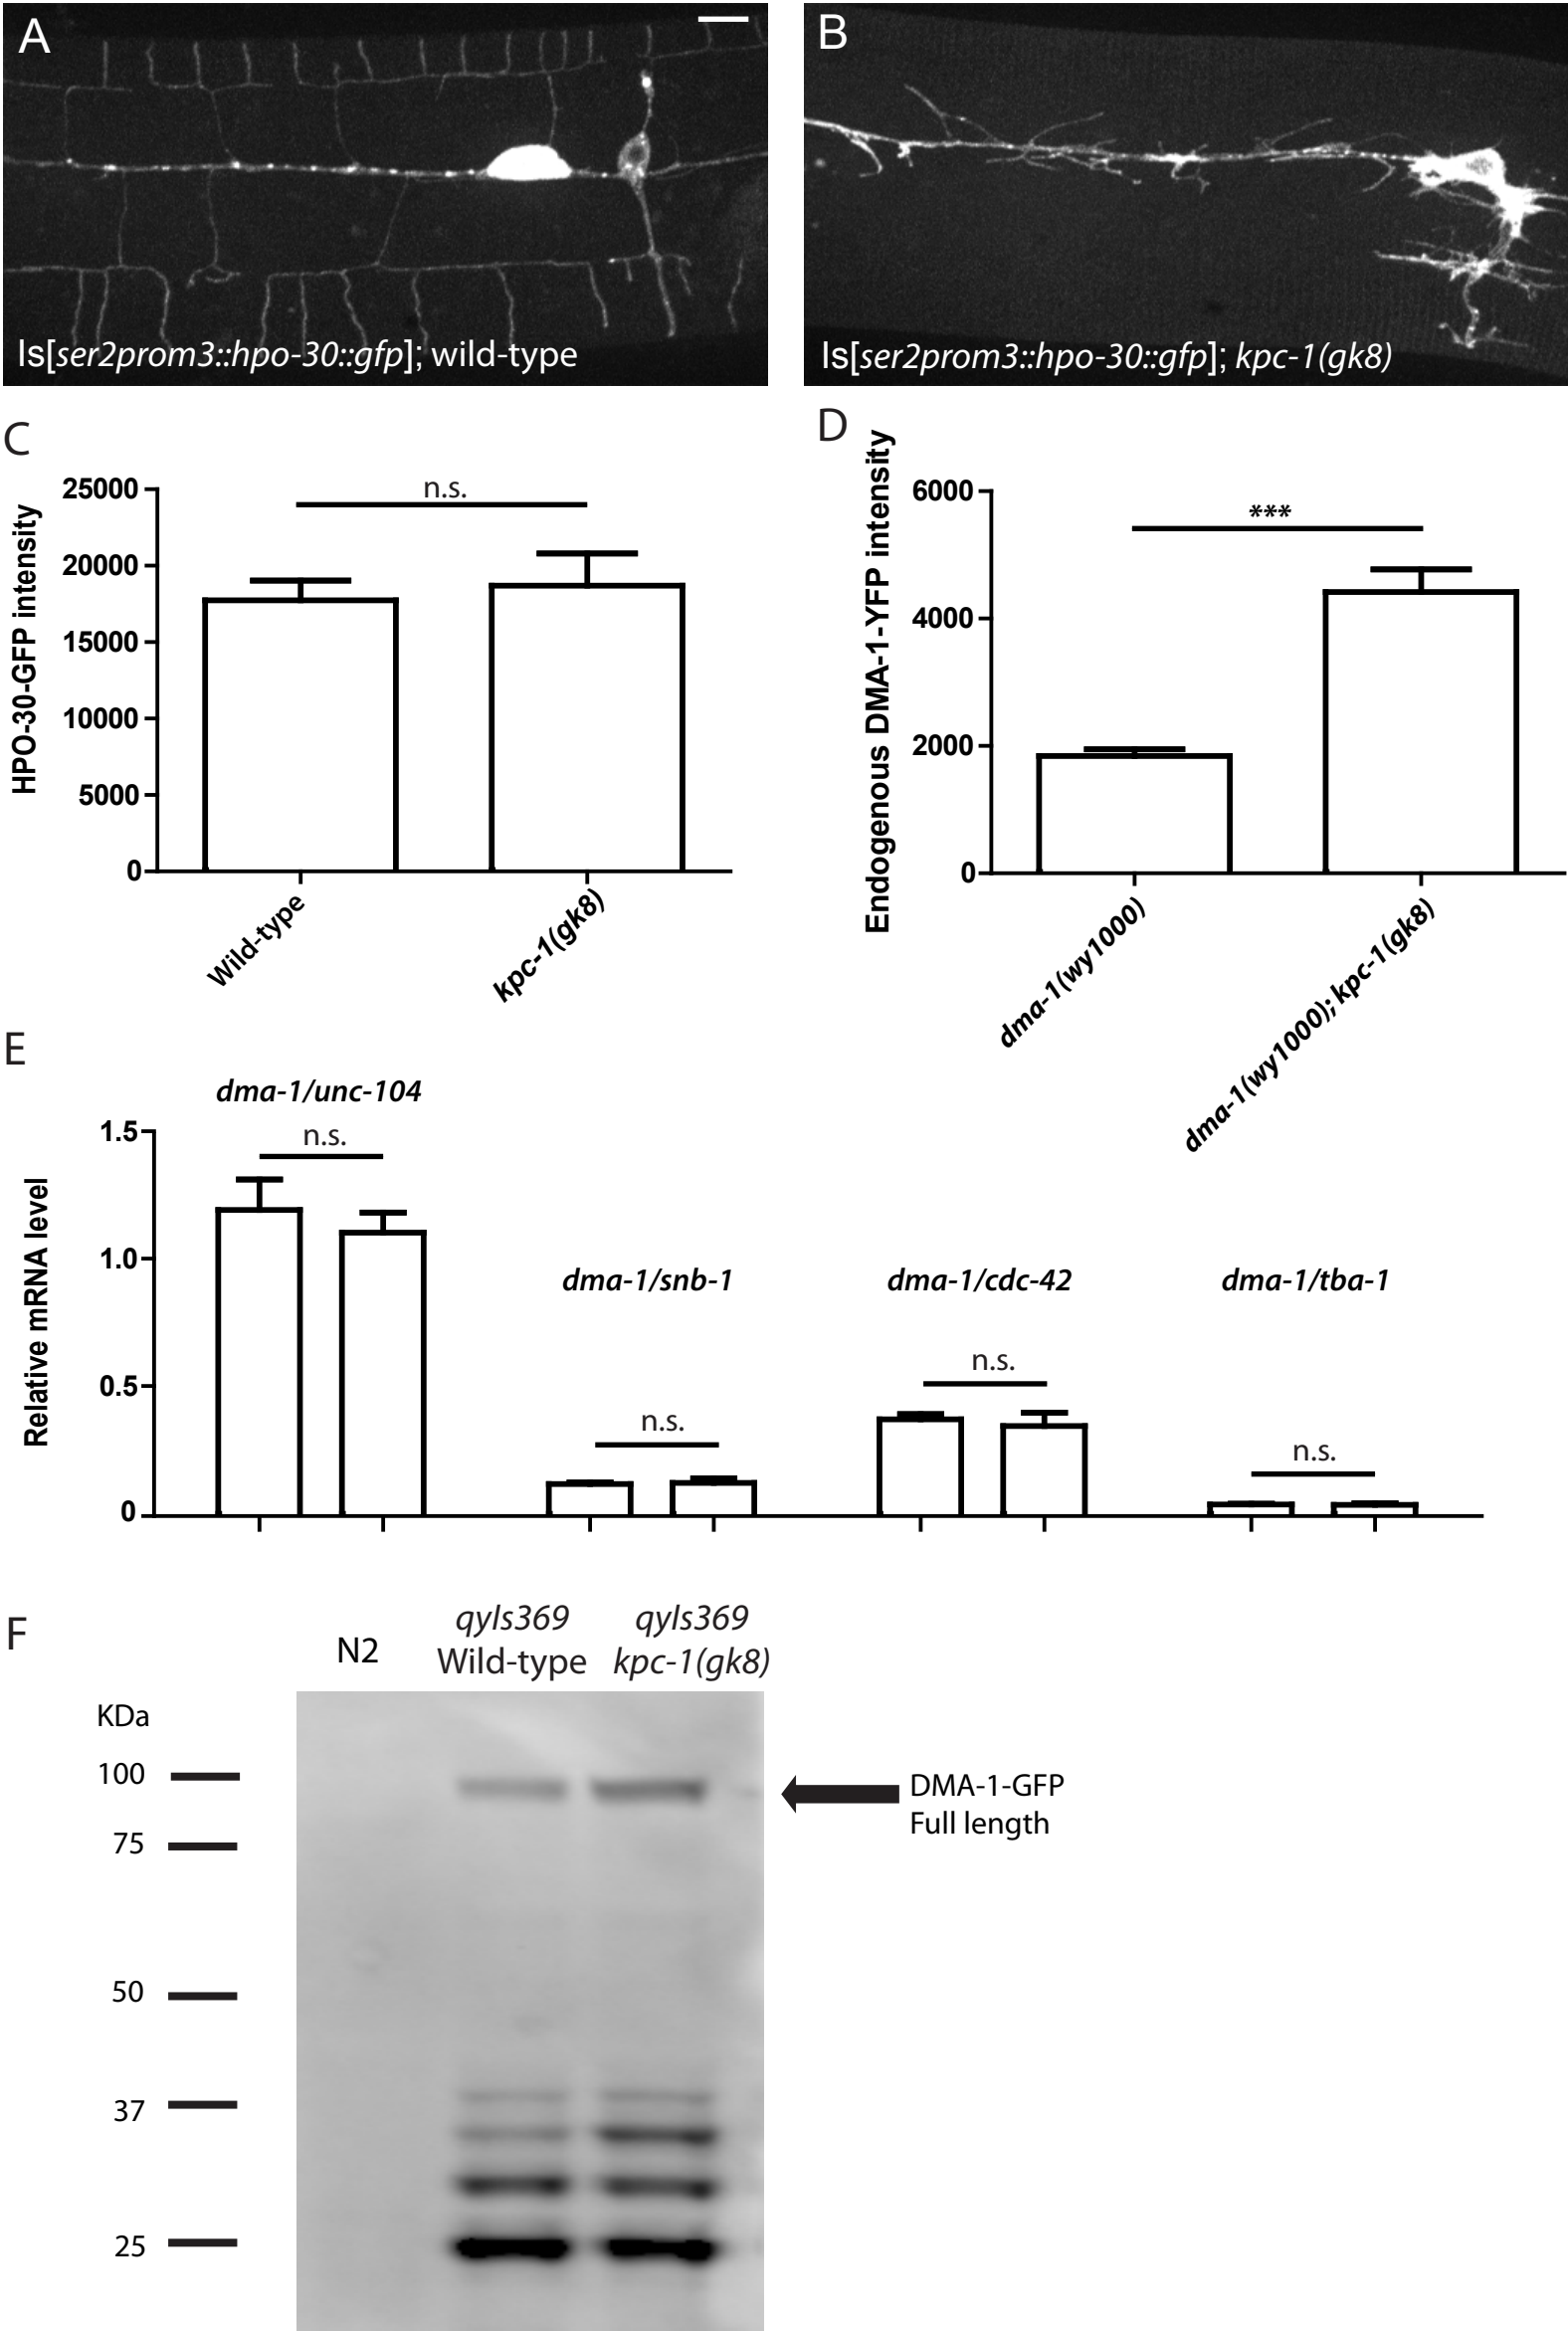 A
B
Is[ser2prom3::hpo-30::gfp]; wild-type
Is[ser2prom3::hpo-30::gfp]; kpc-1(gk8)
C
HPO-30-GFP intensity
25000
20000
15000
10000
5000
0
n.s.
Wild-type
kpc-1(gk8)
D
Endogenous DMA-1-YFP intensity
6000
4000
2000
0
***
dma-1(wy1000)
dma-1(wy1000); kpc-1(gk8)
E
Relative mRNA level
1.5
1.0
0.5
0
dma-1/unc-104
n.s.
dma-1/snb-1
n.s.
dma-1/cdc-42
n.s.
dma-1/tba-1
n.s.
F
N2
qyIs369
Wild-type
qyIs369
kpc-1(gk8)
KDa
100
75
50
37
25
DMA-1-GFP
Full length